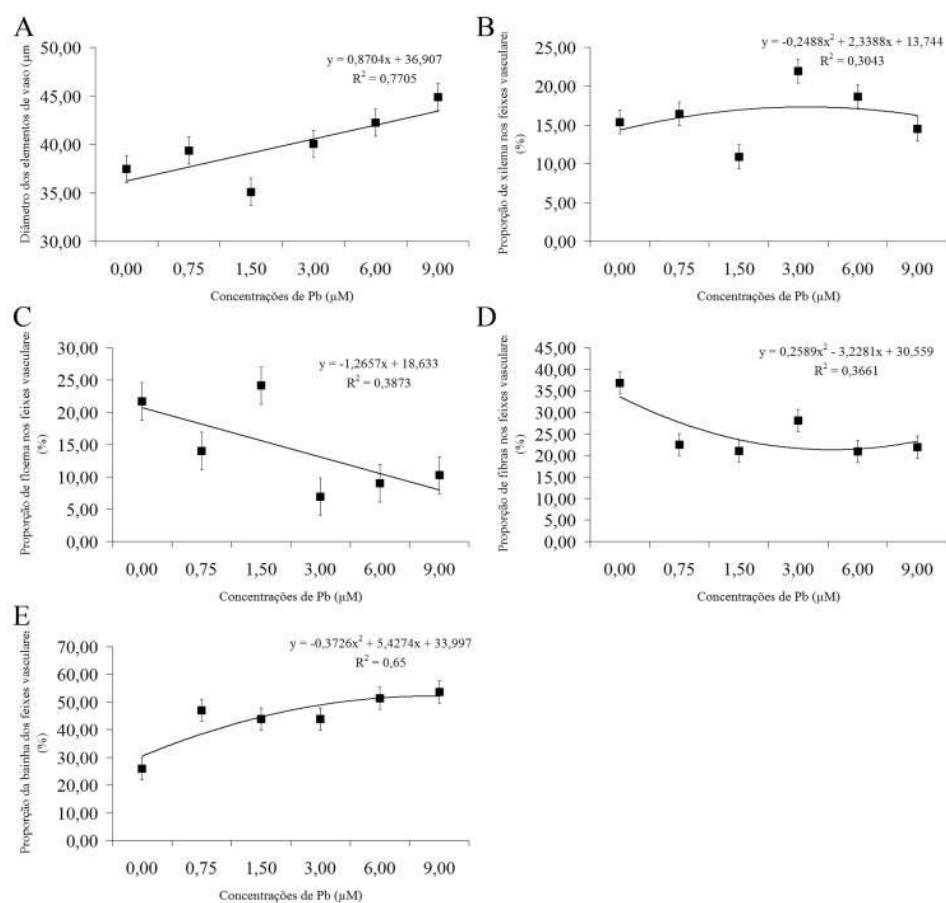 A
Diâmetro dos elementos de vaso (µm
50,00
45,00
40,00
35,00
30,00
y = 0,8704x + 36,907
R² = 0,7705
0,00 0,75 1,50 3,00 6,00 9,00
Concentrações de Pb (µM)
B
Proporção de xilema nos feixes vasculares
(%)
25,00
20,00
15,00
10,00
5,00
0,00
y = -0,2488x² + 2,3388x + 13,744
R² = 0,3043
0,00 0,75 1,50 3,00 6,00 9,00
Concentrações de Pb (µM)
C
Proporção de floema nos feixes vasculares
(%)
30,00
25,00
20,00
15,00
10,00
5,00
0,00
y = -1,2657x + 18,633
R² = 0,3873
0,00 0,75 1,50 3,00 6,00 9,00
Concentrações de Pb (µM)
D
Proporção de fibras nos feixes vasculares
(%)
45,00
40,00
35,00
30,00
25,00
20,00
15,00
10,00
5,00
0,00
y = 0,2589x² - 3,2281x + 30,559
R² = 0,3661
0,00 0,75 1,50 3,00 6,00 9,00
Concentrações de Pb (µM)
E
Proporção da bainha dos feixes vasculares
(%)
70,00
60,00
50,00
40,00
30,00
20,00
10,00
0,00
y = -0,3726x² + 5,4274x + 33,997
R² = 0,65
0,00 0,75 1,50 3,00 6,00 9,00
Concentrações de Pb (µM)